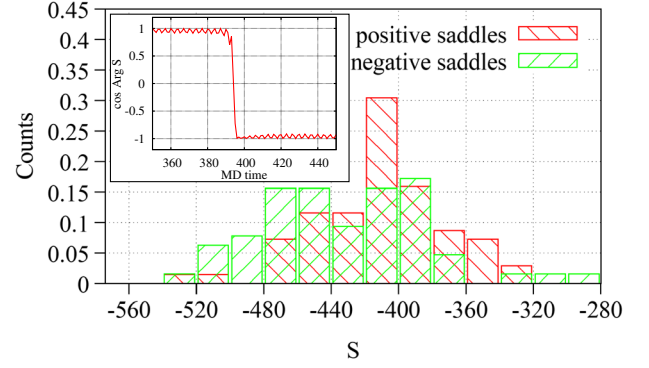 0.45
0.4
0.35
0.3
0.25
0.2
0.15
0.1
0.05
0
Counts
-560 -520 -480 -440 -400 -360 -320 -280
S
positive saddles
negative saddles
1
0.5
0
-0.5
-1
cos Arg S
360 380 400 420 440
MD time